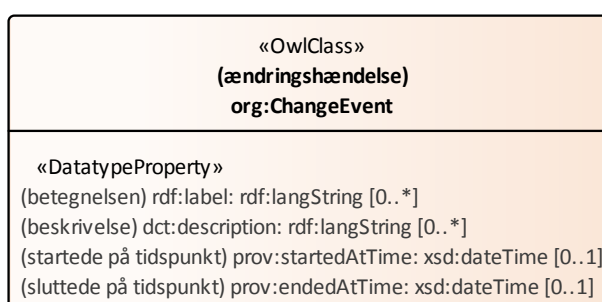 «OwlClass»
(ændringshændelse)
org:ChangeEvent
«DatatypeProperty»
(betegnelsen) rdf:label: rdf:langString [0..*]
(beskrivelse) dct:description: rdf:langString [0..*]
(startede på tidspunkt) prov:startedAtTime: xsd:dateTime [0..1]
(sluttede på tidspunkt) prov:endedAtTime: xsd:dateTime [0..1]